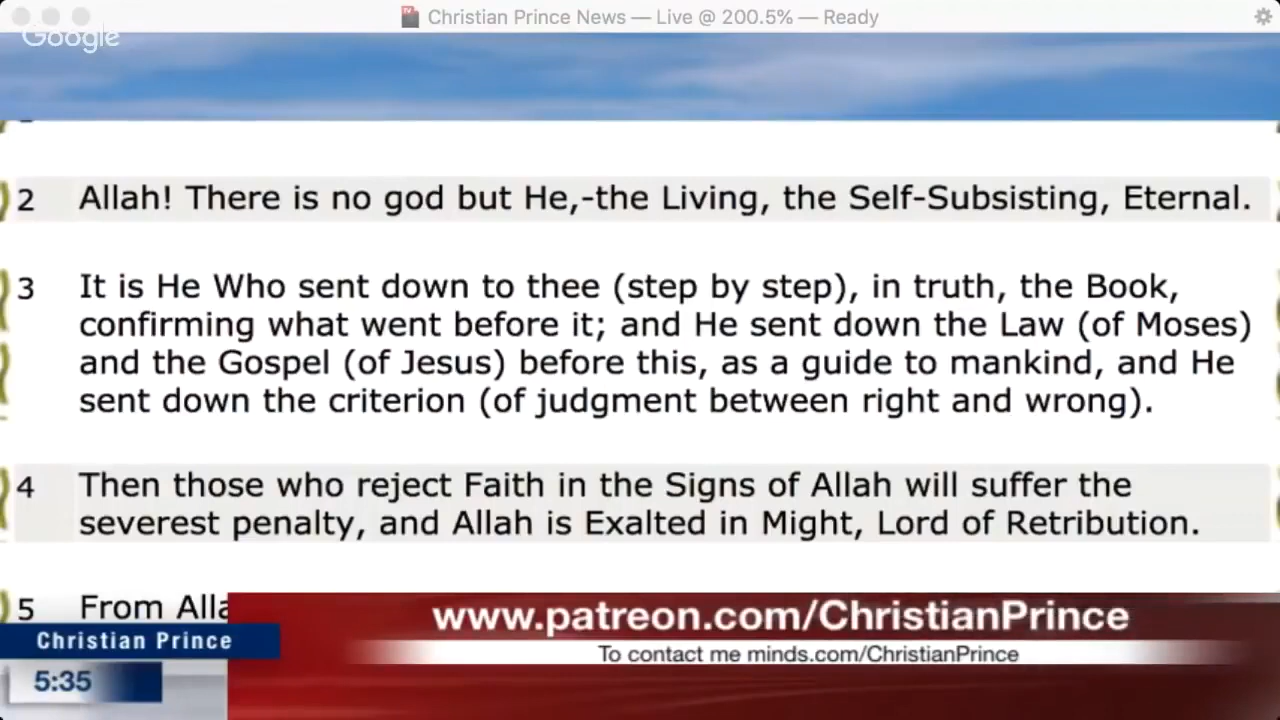 Christian Prince News — Live @ 200.5% — Ready
Google
2 Allah! There is no god but He,-the Living, the Self-Subsisting, Eternal.
3 It is He Who sent down to thee (step by step), in truth, the Book,
confirming what went before it; and He sent down the Law (of Moses)
and the Gospel (of Jesus) before this, as a guide to mankind, and He
sent down the criterion (of judgment between right and wrong).
4 Then those who reject Faith in the Signs of Allah will suffer the
severest penalty, and Allah is Exalted in Might, Lord of Retribution.
5 From Alla
www.patreon.com/ChristianPrince
Christian Prince
To contact me minds.com/ChristianPrince
5:35